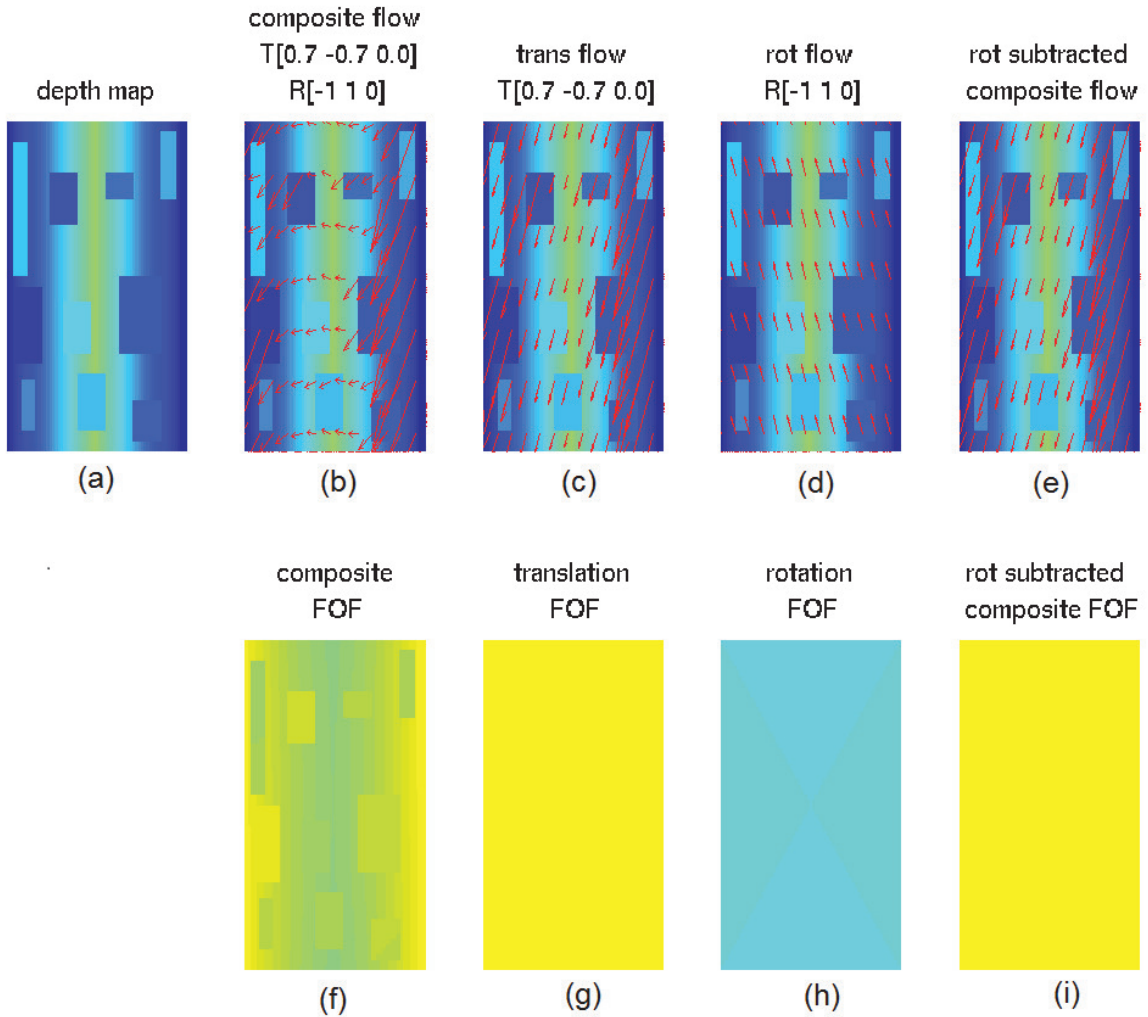 depth map
composite flow
T[0.7 -0.7 0.0]
R[-1 1 0]
trans flow
T[0.7 -0.7 0.0]
rot flow
R[-1 1 0]
rot subtracted
composite flow
(a)
(b)
(c)
(d)
(e)
composite
FOF
translation
FOF
rotation
FOF
rot subtracted
composite FOF
(f)
(g)
(h)
(i)